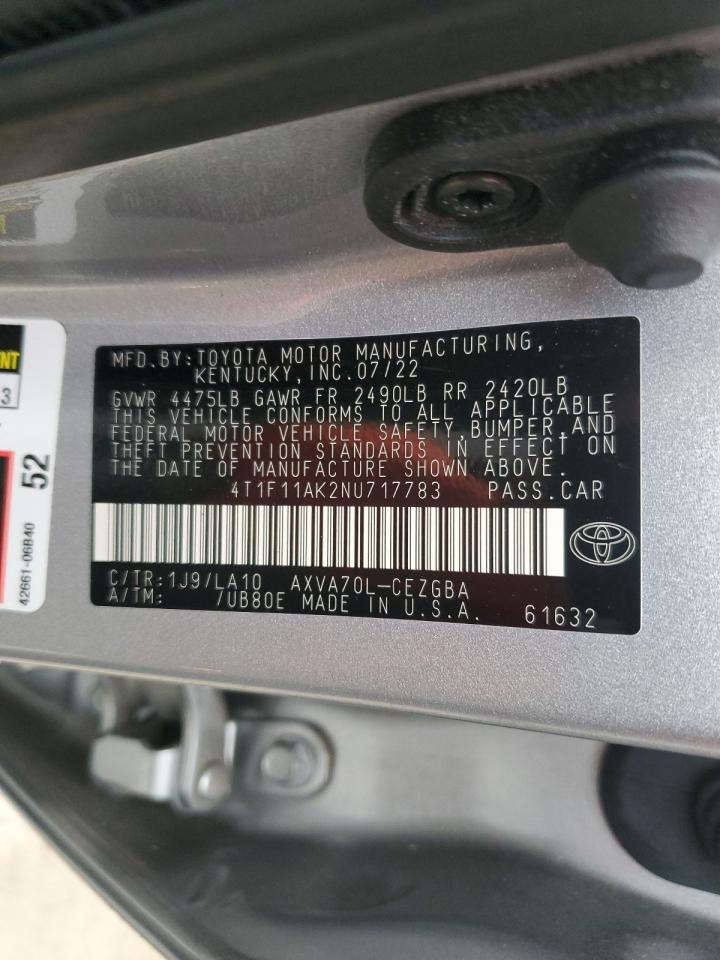 MFD.BY:TOYOTA MOTOR MANUFACTURING,
KENTUCKY,INC.07/22
GVWR 4475LB GAWR FR 2490LB RR 2420LB
THIS VEHICLE CONFORMS TO ALL APPLICABLE
FEDERAL MOTOR VEHICLE SAFETY,BUMPER,AND
THEFT PREVENTION STANDARDS IN EFFECT ON
THE DATE OF MANUFACTURE SHOWN ABOVE.
4T1F11AK2NU717783 PASS.CAR
C/TR:1J9/LA10 AXVA70L-CEZGBA
A/TM: /UB80E MADE IN U.S.A. 61632
52
42661-06B40